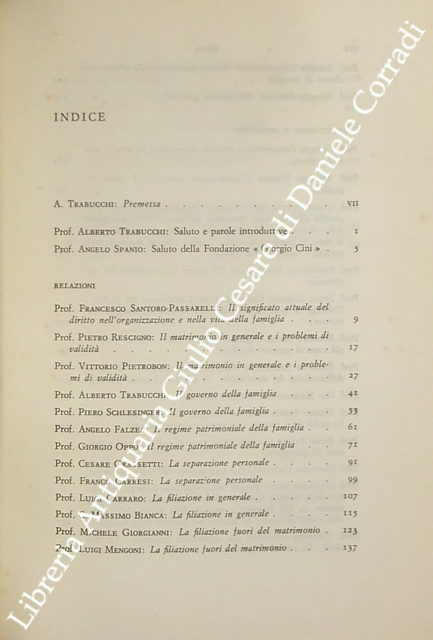 INDICE
A. TRABUCCHI: Premessa . . . . . . . . . VII
Prof. ALBERTO TRABUCCHI: Saluto e parole introduttive . . . 1
Prof. ANGELO SPANIO: Saluto della Fondazione « Giorgio Cini » . 5
RELAZIONI
Prof. FRANCESCO SANTORO-PASSARELLI: Il significato attuale del
diritto nell'organizzazione e nella vita della famiglia . . . 9
Prof. PIETRO RESCIGNO: Il matrimonio in generale e i problemi di
validità . . . . . . . . . . . 17
Prof. VITTORIO PIETROBON: Il matrimonio in generale e i proble-
mi di validità . . . . . . . . . . 27
Prof. ALBERTO TRABUCCHI: Il governo della famiglia . . . 41
Prof. PIERO SCHLESINGER: Il governo della famiglia . . . . 53
Prof. ANGELO FALZEA: Il regime patrimoniale della famiglia . . 61
Prof. GIORGIO OPPO: Il regime patrimoniale della famiglia . . 71
Prof. CESARE GRASSETTI: La separazione personale . . . . 91
Prof. FRANCO CARRESI: La separazione personale . . . . 99
Prof. LUIGI CARRARO: La filiazione in generale . . . . . 107
Prof. MASSIMO BIANCA: La filiazione in generale . . . . 115
Prof. MICHELE GIORGIANNI: La filiazione fuori del matrimonio . 123
Prof. LUIGI MENGONI: La filiazione fuori del matrimonio . . . 137
Libreria Antiquaria Giulio Cesare di Daniele Corradi